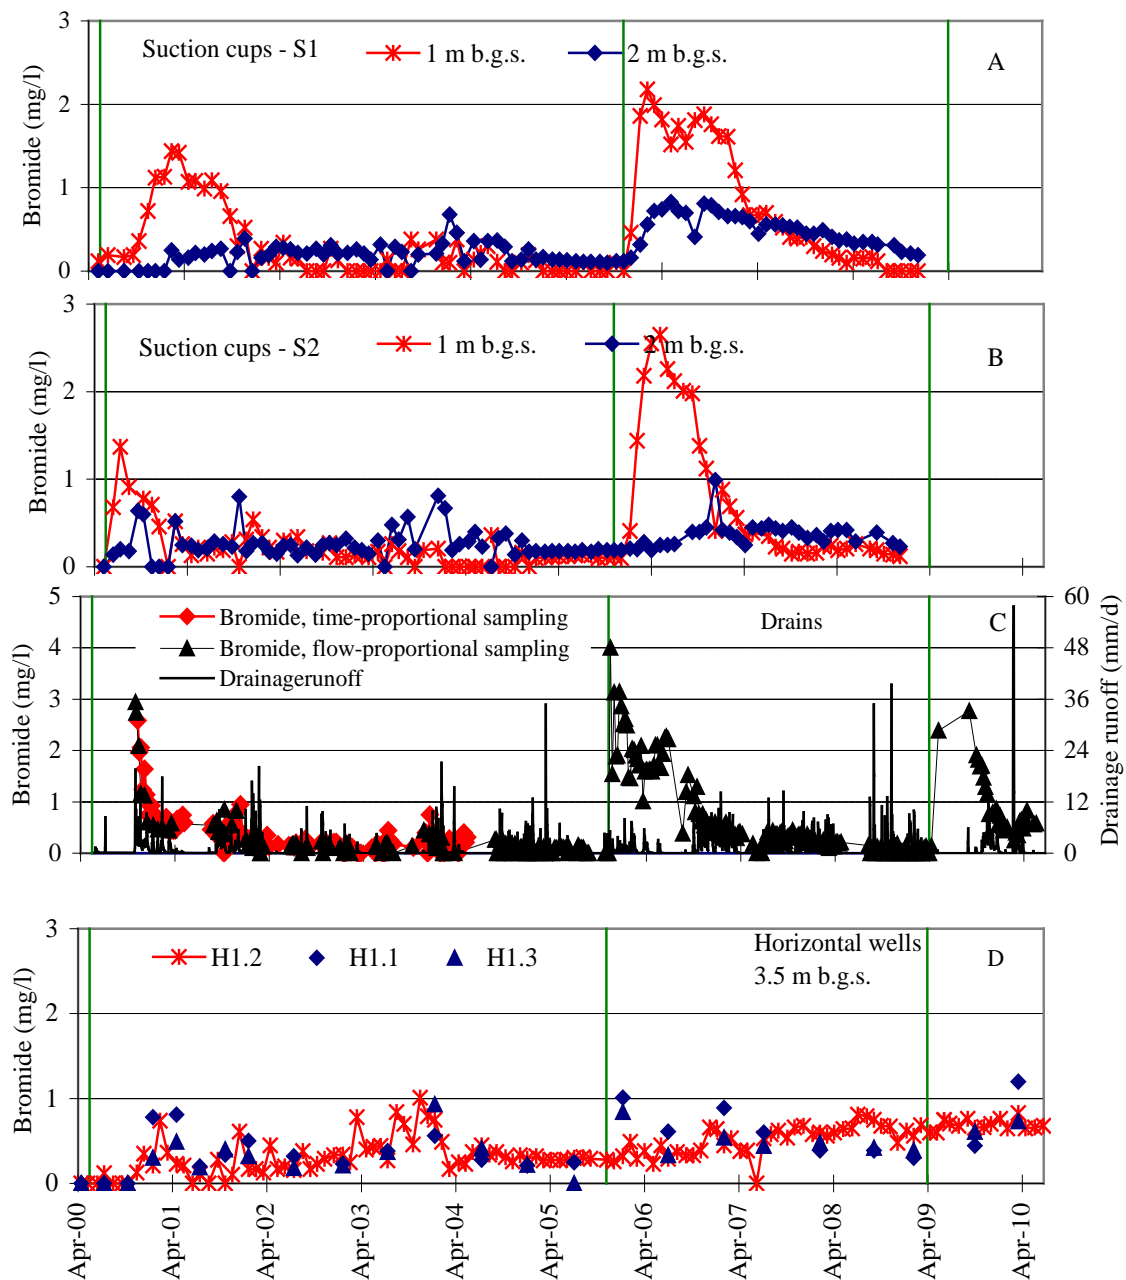 3
Suction cups - S1
1 m b.g.s.
2 m b.g.s.
A
2
1
0
Bromide (mg/l)
3
Suction cups - S2
1 m b.g.s.
2 m b.g.s.
B
2
1
0
Bromide (mg/l)
5
4
3
2
1
0
Bromide (mg/l)
Bromide, time-proportional sampling
Bromide, flow-proportional sampling
Drainagerunoff
Drains
C
60
48
36
24
12
0
Drainage runoff (mm/d)
3
2
1
0
Bromide (mg/l)
H1.2
H1.1
H1.3
Horizontal wells
3.5 m b.g.s.
D
Apr-00
Apr-01
Apr-02
Apr-03
Apr-04
Apr-05
Apr-06
Apr-07
Apr-08
Apr-09
Apr-10